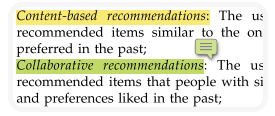 Content-based recommendations: The us
recommended items similar to the on
preferred in the past;
Collaborative recommendations: The us
recommended items that people with si
and preferences liked in the past;